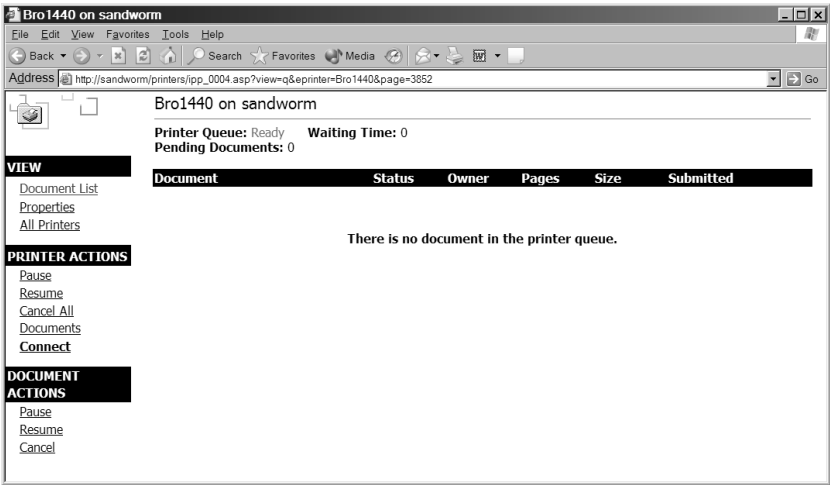 Bro1440 on sandworm
File Edit View Favorites Tools Help
Back Search Favorites Media
Address http://sandworm/printers/ipp_0004.asp?view=q&eprinter=Bro1440&page=3852 Go
Bro1440 on sandworm
Printer Queue: Ready Waiting Time: 0
Pending Documents: 0
VIEW
Document List
Properties
All Printers
PRINTER ACTIONS
Pause
Resume
Cancel All
Documents
Connect
DOCUMENT
ACTIONS
Pause
Resume
Cancel
Document Status Owner Pages Size Submitted
There is no document in the printer queue.